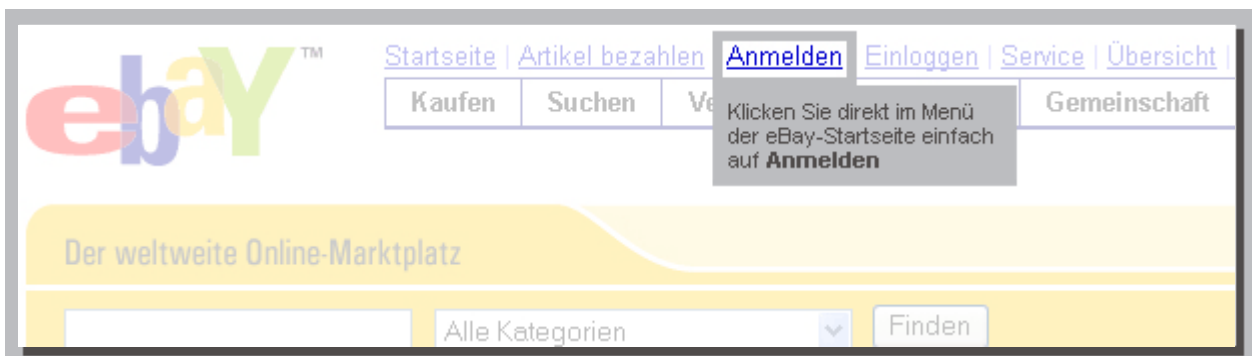 ebaY™
Startseite | Artikel bezahlen | Anmelden | Einloggen | Service | Übersicht |
Kaufen Suchen Ve Gemeinschaft
Klicken Sie direkt im Menü
der eBay-Startseite einfach
auf Anmelden
Der weltweite Online-Marktplatz
Alle Kategorien Finden